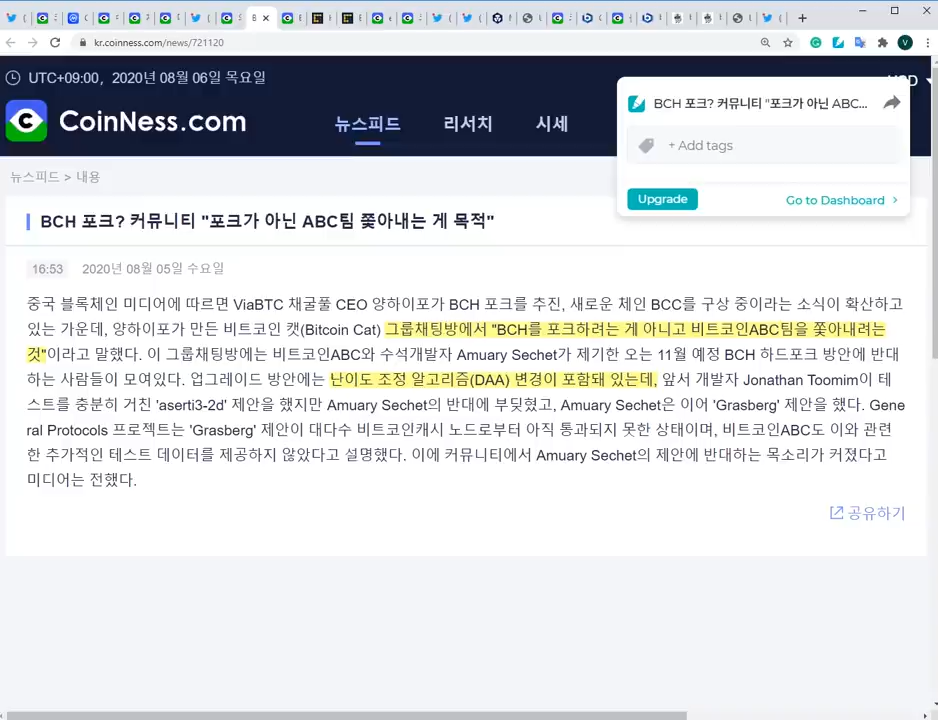 kr.coinness.com/news/721120
UTC+09:00, 2020년 08월 06일 목요일
CoinNess.com
뉴스피드 리서치 시세
BCH 포크? 커뮤니티 "포크가 아닌 ABC...
+ Add tags
Upgrade
Go to Dashboard
뉴스피드 > 내용
BCH 포크? 커뮤니티 "포크가 아닌 ABC팀 쫓아내는 게 목적"
16:53 2020년 08월 05일 수요일
중국 블록체인 미디어에 따르면 ViaBTC 채굴풀 CEO 양하이포가 BCH 포크를 추진, 새로운 체인 BCC를 구상 중이라는 소식이 확산하고
있는 가운데, 양하이포가 만든 비트코인 캣(Bitcoin Cat) 그룹채팅방에서 "BCH를 포크하려는 게 아니고 비트코인ABC팀을 쫓아내려는
것"이라고 말했다. 이 그룹채팅방에는 비트코인ABC와 수석개발자 Amuary Sechet가 제기한 오는 11월 예정 BCH 하드포크 방안에 반대
하는 사람들이 모여있다. 업그레이드 방안에는 난이도 조정 알고리즘(DAA) 변경이 포함돼 있는데, 앞서 개발자 Jonathan Toomim이 테
스트를 충분히 거친 'aserti3-2d' 제안을 했지만 Amuary Sechet의 반대에 부딪혔고, Amuary Sechet은 이어 'Grasberg' 제안을 했다. Gene
ral Protocols 프로젝트는 'Grasberg' 제안이 대다수 비트코인캐시 노드로부터 아직 통과되지 못한 상태이며, 비트코인ABC도 이와 관련
한 추가적인 테스트 데이터를 제공하지 않았다고 설명했다. 이에 커뮤니티에서 Amuary Sechet의 제안에 반대하는 목소리가 커졌다고
미디어는 전했다.
공유하기